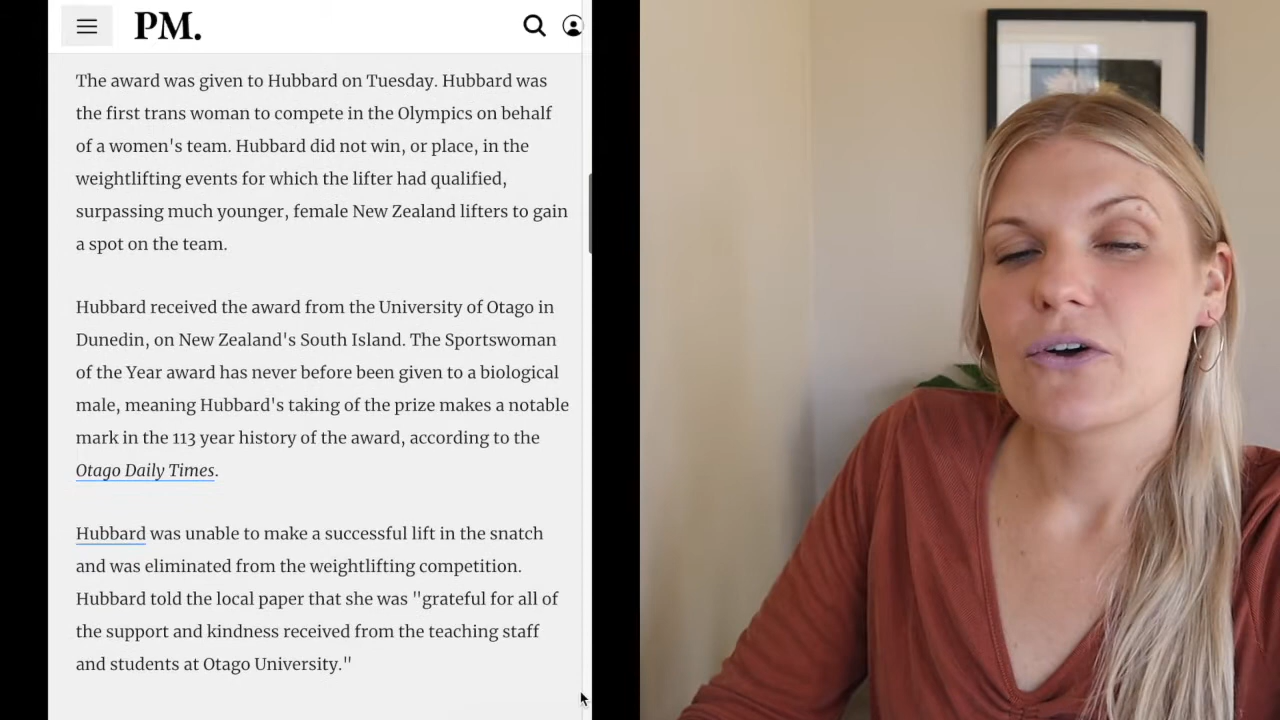 PM.
The award was given to Hubbard on Tuesday. Hubbard was
the first trans woman to compete in the Olympics on behalf
of a women's team. Hubbard did not win, or place, in the
weightlifting events for which the lifter had qualified,
surpassing much younger, female New Zealand lifters to gain
a spot on the team.
Hubbard received the award from the University of Otago in
Dunedin, on New Zealand's South Island. The Sportswoman
of the Year award has never before been given to a biological
male, meaning Hubbard's taking of the prize makes a notable
mark in the 113 year history of the award, according to the
Otago Daily Times.
Hubbard was unable to make a successful lift in the snatch
and was eliminated from the weightlifting competition.
Hubbard told the local paper that she was "grateful for all of
the support and kindness received from the teaching staff
and students at Otago University."